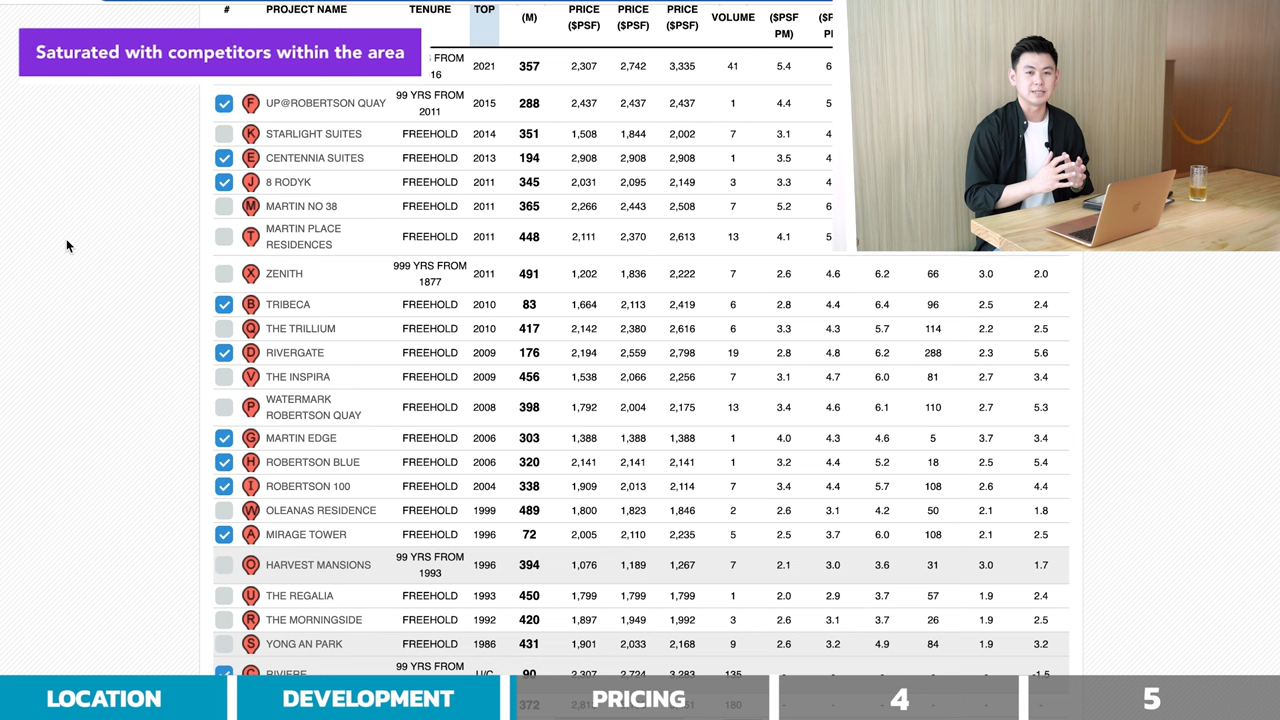 # PROJECT NAME TENURE TOP (M) PRICE ($PSF) PRICE ($PSF) PRICE ($PSF) VOLUME ($PSF PM)
Saturated with competitors within the area
FROM 16 2021 357 2,307 2,742 3,335 41 5.4
F UP@ROBERTSON QUAY 99 YRS FROM 2011 2015 288 2,437 2,437 2,437 1 4.4
K STARLIGHT SUITES FREEHOLD 2014 351 1,508 1,844 2,002 7 3.1
E CENTENNIA SUITES FREEHOLD 2013 194 2,908 2,908 2,908 1 3.5
J 8 RODYK FREEHOLD 2011 345 2,031 2,095 2,149 3 3.3
M MARTIN NO 38 FREEHOLD 2011 365 2,266 2,443 2,508 7 5.2
T MARTIN PLACE RESIDENCES FREEHOLD 2011 448 2,111 2,370 2,613 13 4.1
X ZENITH 999 YRS FROM 1877 2011 491 1,202 1,836 2,222 7 2.6 4.6 6.2 66 3.0 2.0
B TRIBECA FREEHOLD 2010 83 1,664 2,113 2,419 6 2.8 4.4 6.4 96 2.5 2.4
Q THE TRILLIUM FREEHOLD 2010 417 2,142 2,380 2,616 6 3.3 4.3 5.7 114 2.2 2.5
D RIVERGATE FREEHOLD 2009 176 2,194 2,559 2,798 19 2.8 4.8 6.2 288 2.3 5.6
V THE INSPIRA FREEHOLD 2009 456 1,538 2,066 2,256 7 3.1 4.7 6.0 81 2.7 3.4
P WATERMARK ROBERTSON QUAY FREEHOLD 2008 398 1,792 2,004 2,175 13 3.4 4.6 6.1 110 2.7 5.3
G MARTIN EDGE FREEHOLD 2006 303 1,388 1,388 1,388 1 4.0 4.3 4.6 5 3.7 3.4
H ROBERTSON BLUE FREEHOLD 2006 320 2,141 2,141 2,141 1 3.2 4.4 5.2 18 2.5 5.4
I ROBERTSON 100 FREEHOLD 2004 338 1,909 2,013 2,114 7 3.4 4.4 5.7 108 2.6 4.4
W OLEANAS RESIDENCE FREEHOLD 1999 489 1,800 1,823 1,846 2 2.6 3.1 4.2 50 2.1 1.8
A MIRAGE TOWER FREEHOLD 1996 72 2,005 2,110 2,235 5 2.5 3.7 6.0 108 2.1 2.5
O HARVEST MANSIONS 99 YRS FROM 1993 1996 394 1,076 1,189 1,267 7 2.1 3.0 3.6 31 3.0 1.7
U THE REGALIA FREEHOLD 1993 450 1,799 1,799 1,799 1 2.0 2.9 3.7 57 1.9 2.4
R THE MORNINGSIDE FREEHOLD 1992 420 1,897 1,949 1,992 3 2.6 3.1 3.7 26 1.9 2.5
S YONG AN PARK FREEHOLD 1986 431 1,901 2,033 2,168 9 2.6 3.2 4.9 84 1.9 3.2
C RIVIERE 99 YRS FROM U/C 90 2,307 2,724 3,283 135 - - - - - -1.5
372 180
LOCATION DEVELOPMENT PRICING 4 5